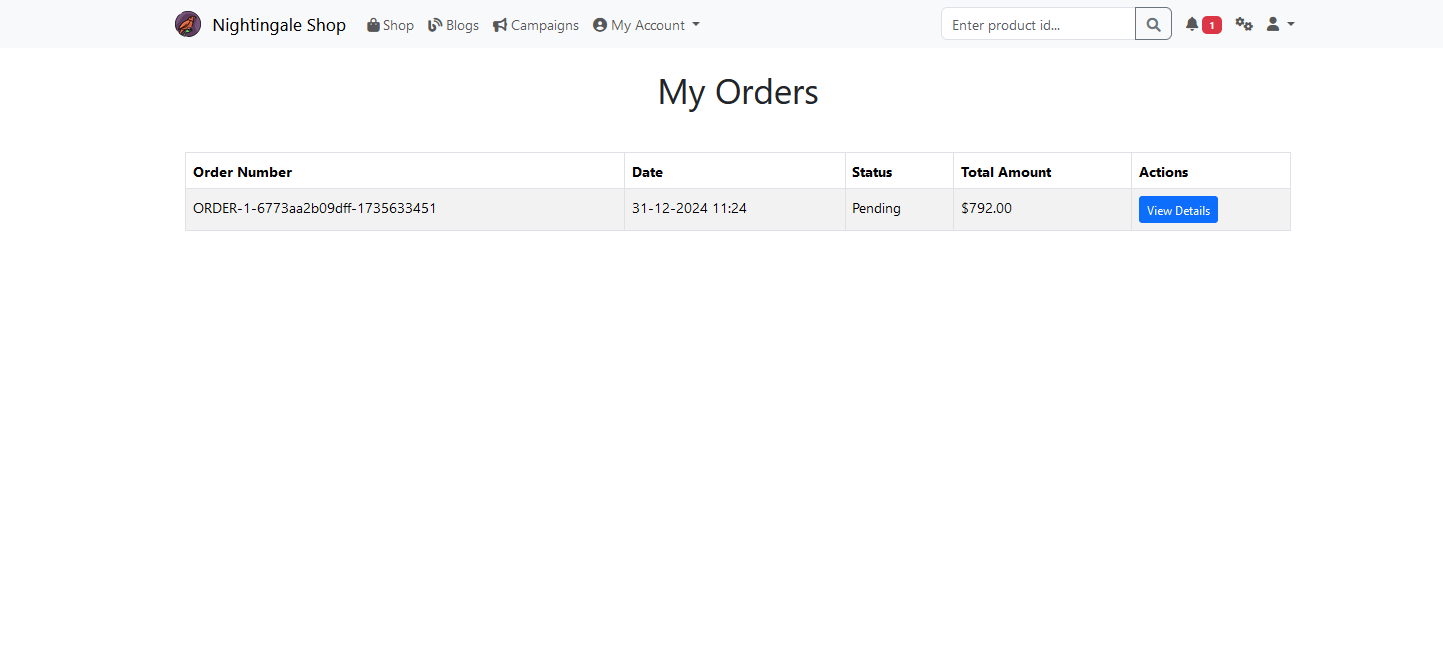 Nightingale Shop Shop Blogs Campaigns My Account Enter product id... 1
My Orders
Order Number Date Status Total Amount Actions
ORDER-1-6773aa2b09dff-1735633451 31-12-2024 11:24 Pending $792.00 View Details